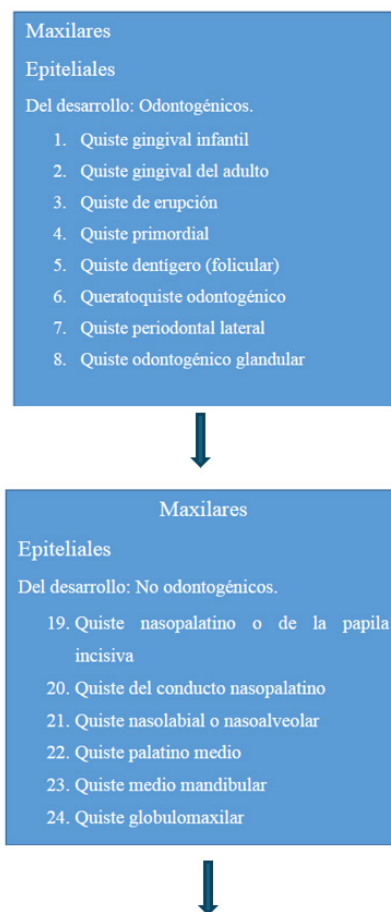 Maxilares
Epiteliales
Del desarrollo: Odontogénicos.
1. Quiste gingival infantil
2. Quiste gingival del adulto
3. Quiste de erupción
4. Quiste primordial
5. Quiste dentígero (folicular)
6. Queratoquiste odontogénico
7. Quiste periodontal lateral
8. Quiste odontogénico glandular
Maxilares
Epiteliales
Del desarrollo: No odontogénicos.
19. Quiste nasopalatino o de la papila
incisiva
20. Quiste del conducto nasopalatino
21. Quiste nasolabial o nasoalveolar
22. Quiste palatino medio
23. Quiste medio mandibular
24. Quiste globulomaxilar